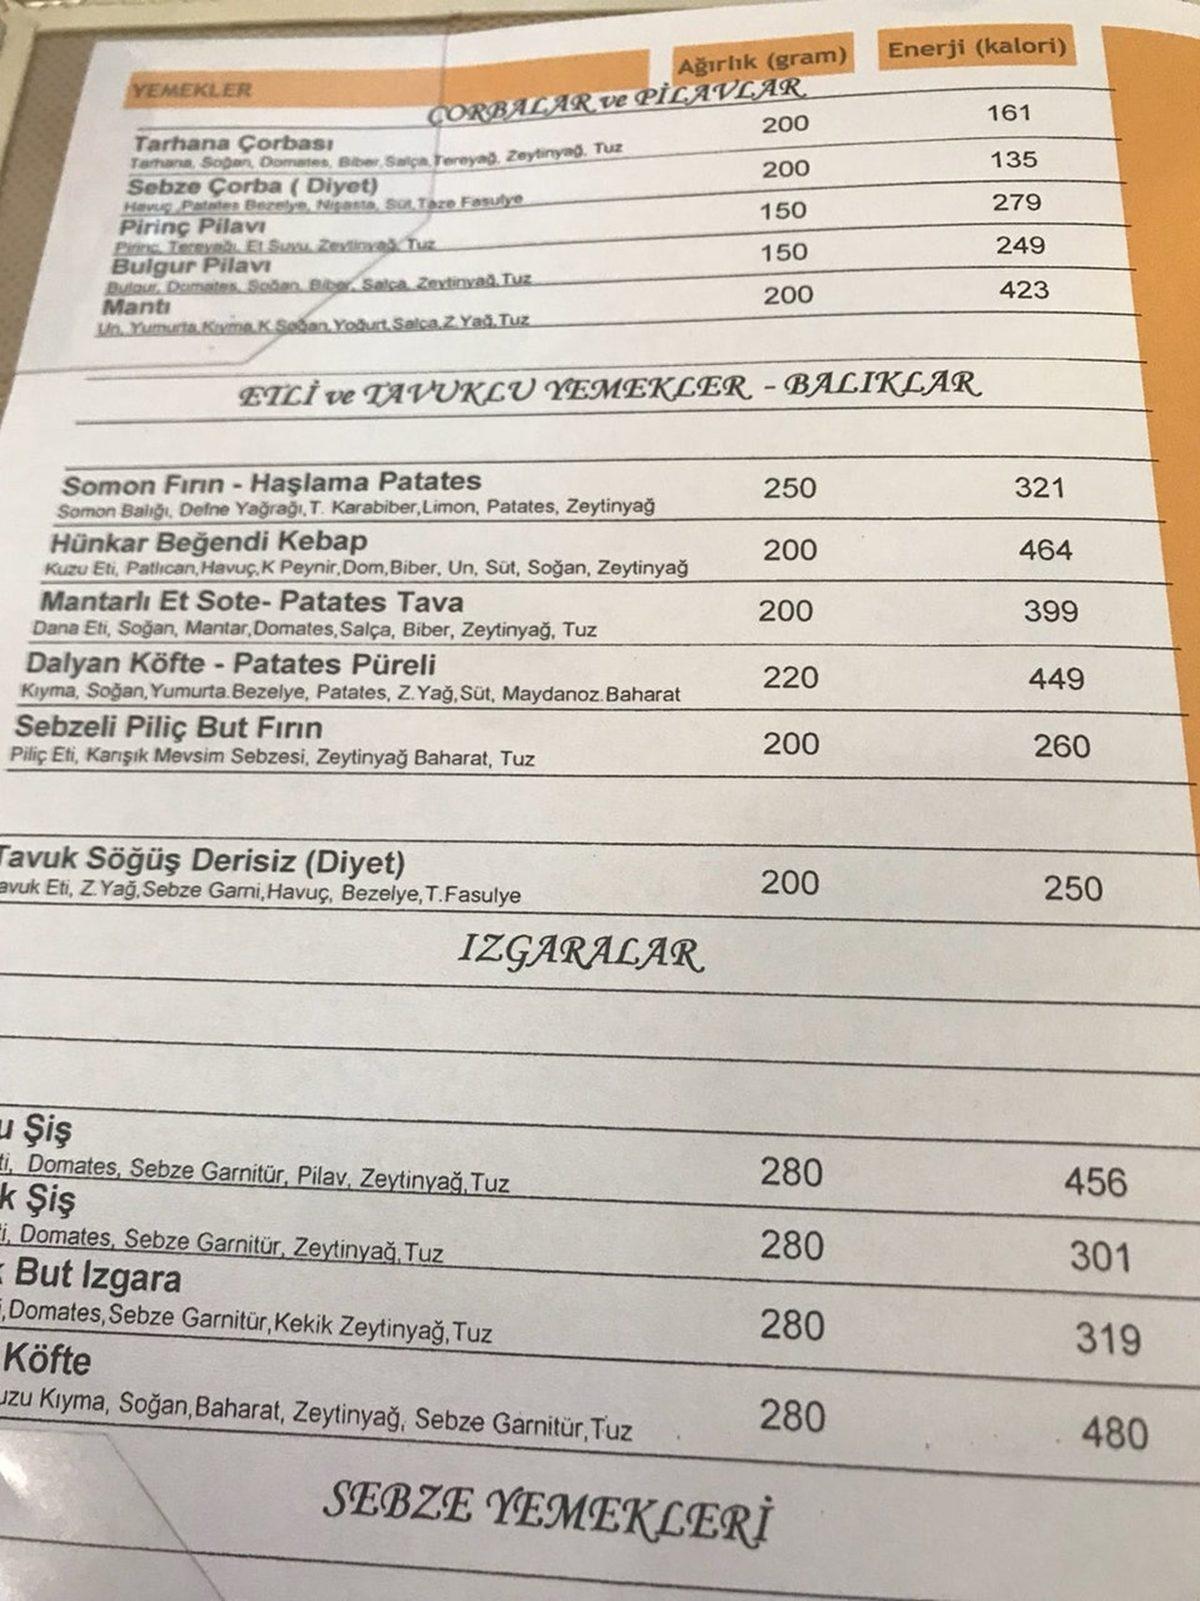 YEMEKLER Ağırlık (gram) Enerji (kalori)
ÇORBALAR ve PİLAVLAR
Tarhana Çorbası 200 161
Tarhana, Soğan, Domates, Biber,Salça,Tereyağ, Zeytinyağ, Tuz
Sebze Çorba ( Diyet) 200 135
Havuç ,Patates Bezelye, Nişasta, Süt,Taze Fasulye
Pirinç Pilavı 150 279
Pirinç, Tereyağı, Et Suyu, Zeytinyağ, Tuz
Bulgur Pilavı 150 249
Bulgur, Domates, Soğan, Biber, Salça, Zeytinyağ,Tuz
Mantı 200 423
Un, Yumurta,Kıyma,K.Soğan,Yoğurt,Salça,Z.Yağ,Tuz
ETLİ ve TAVUKLU YEMEKLER - BALIKLAR
Somon Fırın - Haşlama Patates 250 321
Somon Balığı, Defne Yağrağı,T. Karabiber,Limon, Patates, Zeytinyağ
Hünkar Beğendi Kebap 200 464
Kuzu Eti, Patlıcan,Havuç,K Peynir,Dom,Biber, Un, Süt, Soğan, Zeytinyağ
Mantarlı Et Sote- Patates Tava 200 399
Dana Eti, Soğan, Mantar,Domates,Salça, Biber, Zeytinyağ, Tuz
Dalyan Köfte - Patates Püreli 220 449
Kıyma, Soğan,Yumurta.Bezelye, Patates, Z.Yağ,Süt, Maydanoz.Baharat
Sebzeli Piliç But Fırın 200 260
Piliç Eti, Karışık Mevsim Sebzesi, Zeytinyağ Baharat, Tuz
Tavuk Söğüş Derisiz (Diyet) 200 250
avuk Eti, Z.Yağ,Sebze Garni,Havuç, Bezelye,T.Fasulye
IZGARALAR
u Şiş 280 456
ti, Domates, Sebze Garnitür, Pilav, Zeytinyağ,Tuz
k Şiş 280 301
i, Domates, Sebze Garnitür, Zeytinyağ,Tuz
But Izgara 280 319
,Domates,Sebze Garnitür,Kekik Zeytinyağ,Tuz
Köfte 280 480
uzu Kıyma, Soğan,Baharat, Zeytinyağ, Sebze Garnitür,Tuz
SEBZE YEMEKLERİ